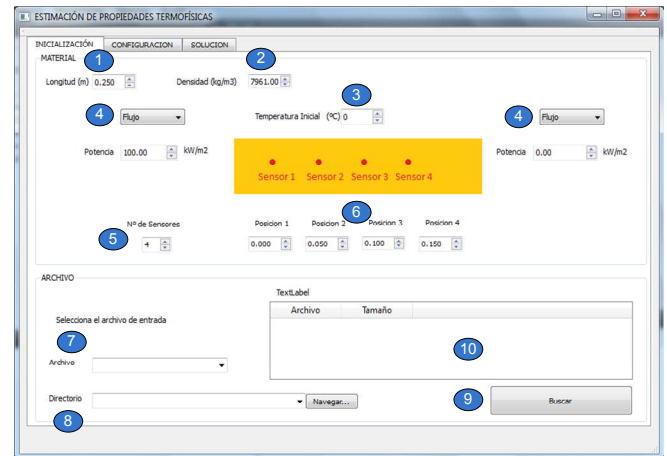 ESTIMACIÓN DE PROPIEDADES TERMOFÍSICAS
INICIALIZACIÓN CONFIGURACION SOLUCION
MATERIAL
1 2
Longitud (m) 0.250 Densidad (kg/m3) 7961.00
3
4 Flujo Temperatura Inicial (ºC) 0 4 Flujo
Potencia 100.00 kW/m2 Potencia 0.00 kW/m2
Sensor 1 Sensor 2 Sensor 3 Sensor 4
6
Nº de Sensores Posicion 1 Posicion 2 Posicion 3 Posicion 4
5 4 0.000 0.050 0.100 0.150
ARCHIVO
TextLabel
Archivo Tamaño
Selecciona el archivo de entrada
7 10
Archivo
Directorio Navegar... 9 Buscar
8